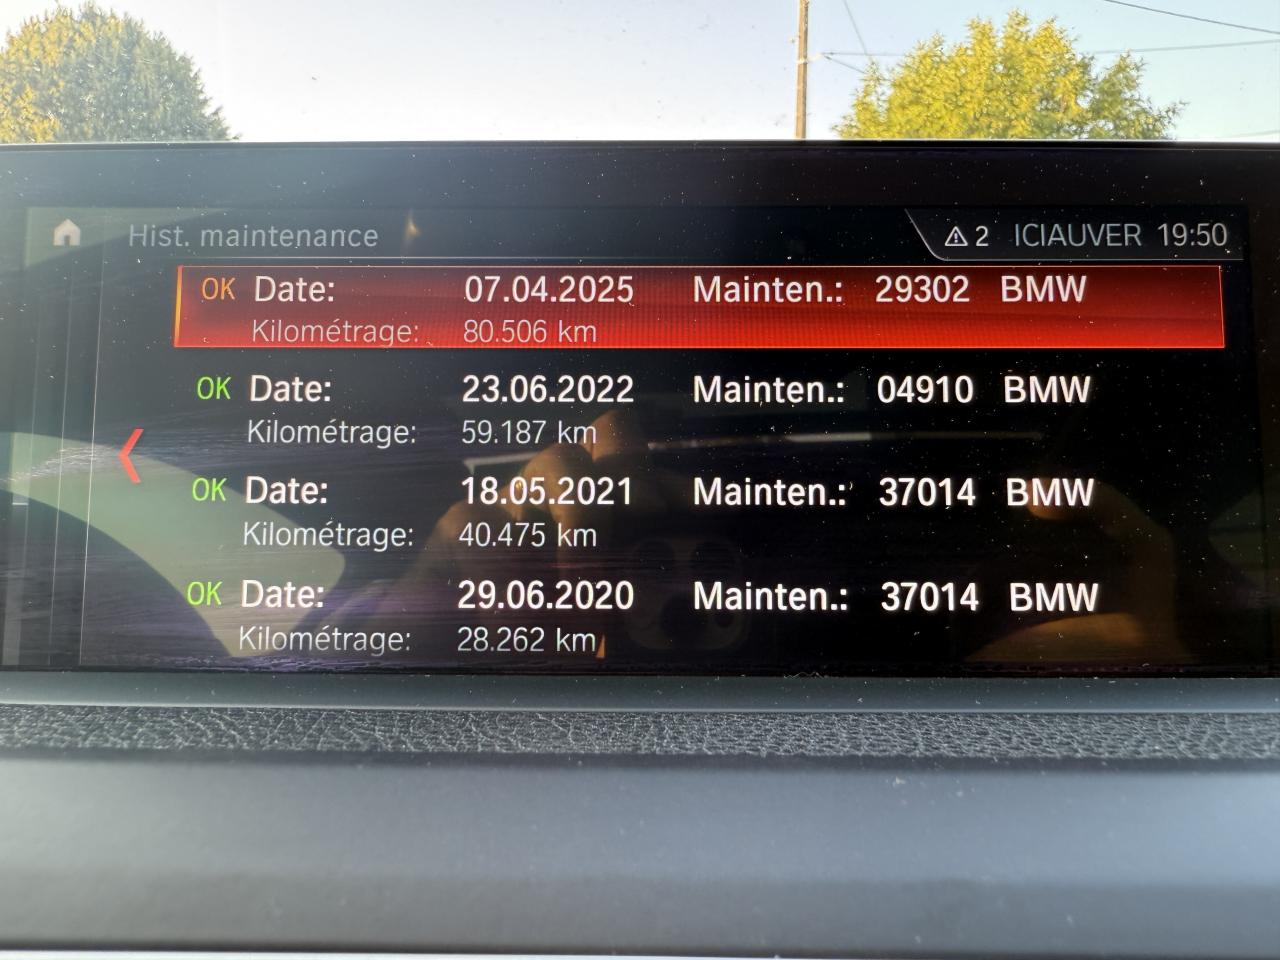 Hist. maintenance 2 ICIAUVER 19:50
OK Date: 07.04.2025 Mainten.: 29302 BMW
Kilométrage: 80.506 km
OK Date: 23.06.2022 Mainten.: 04910 BMW
Kilométrage: 59.187 km
OK Date: 18.05.2021 Mainten.: 37014 BMW
Kilométrage: 40.475 km
OK Date: 29.06.2020 Mainten.: 37014 BMW
Kilométrage: 28.262 km